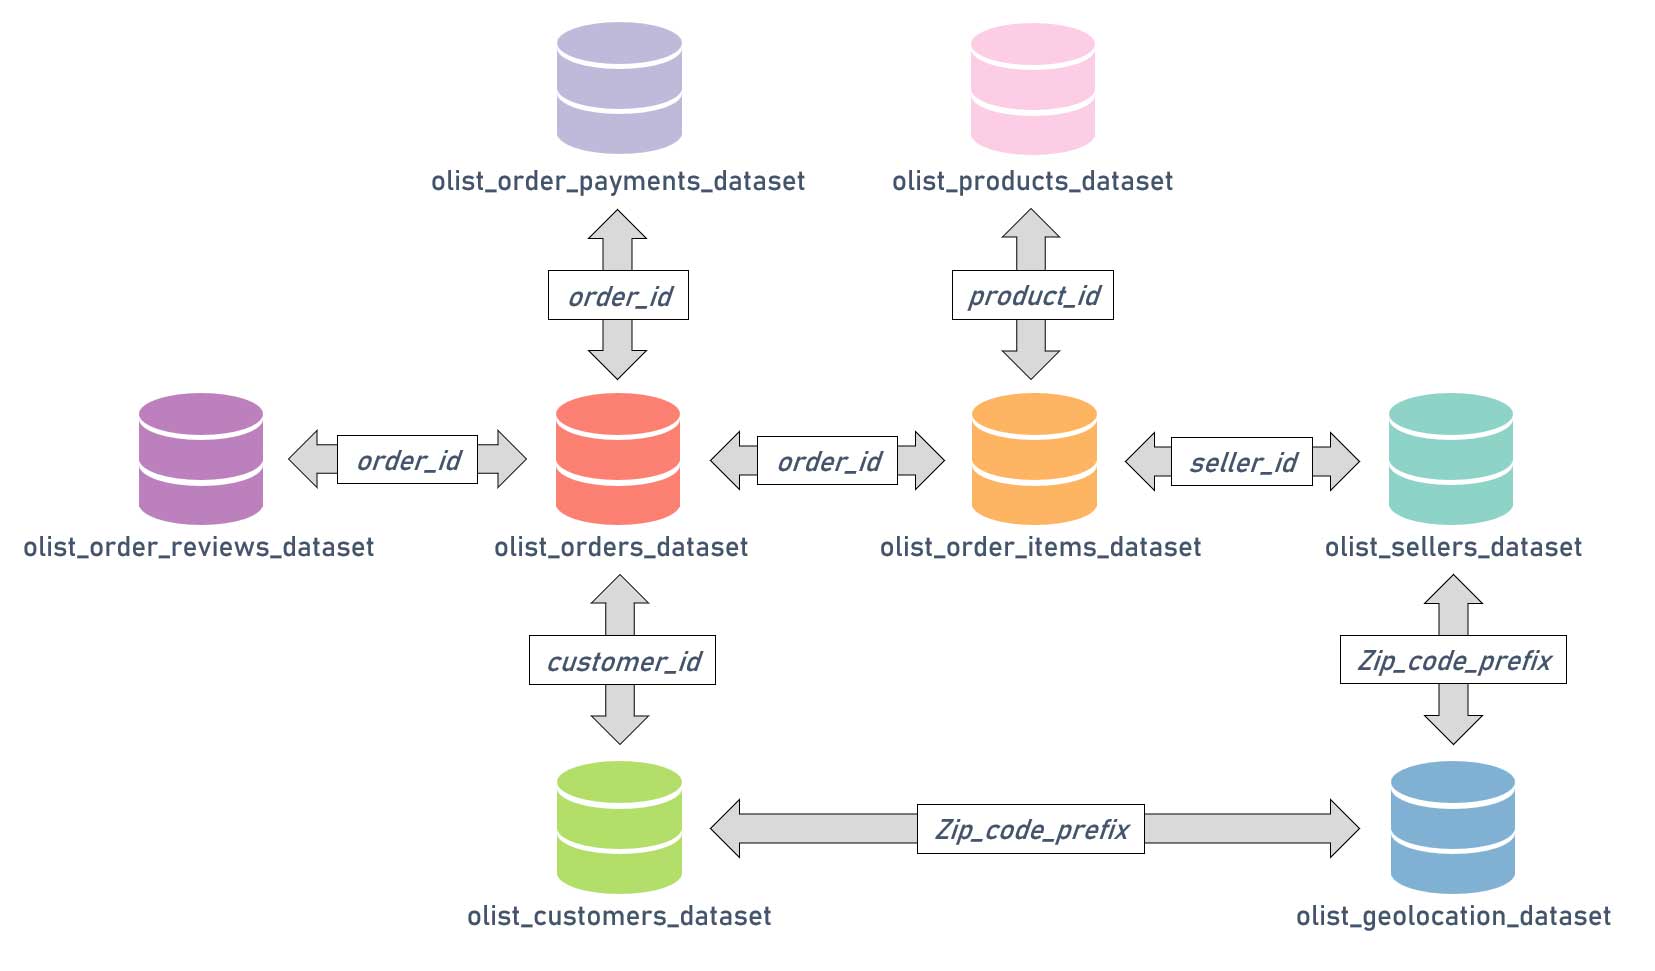 olist_order_payments_dataset
olist_products_dataset
order_id
product_id
order_id
order_id
seller_id
olist_order_reviews_dataset
olist_orders_dataset
olist_order_items_dataset
olist_sellers_dataset
customer_id
Zip_code_prefix
Zip_code_prefix
olist_customers_dataset
olist_geolocation_dataset